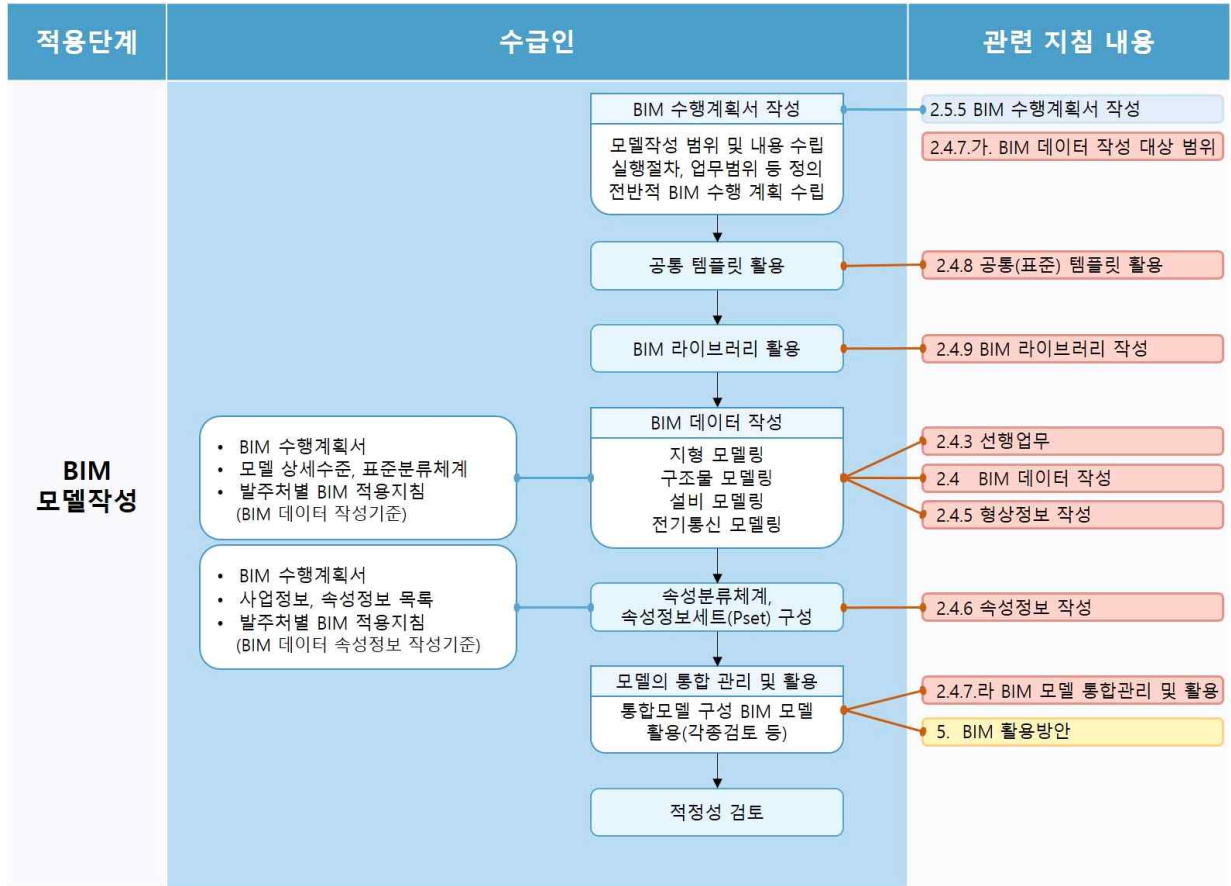 적용단계
수급인
관련 지침 내용
BIM
모델작성
BIM 수행계획서 작성
모델작성 범위 및 내용 수립
실행절차, 업무범위 등 정의
전반적 BIM 수행 계획 수립
2.5.5 BIM 수행계획서 작성
2.4.7.가. BIM 데이터 작성 대상 범위
공통 템플릿 활용
2.4.8 공통(표준) 템플릿 활용
BIM 라이브러리 활용
2.4.9 BIM 라이브러리 작성
• BIM 수행계획서
• 모델 상세수준, 표준분류체계
• 발주처별 BIM 적용지침
(BIM 데이터 작성기준)
BIM 데이터 작성
지형 모델링
구조물 모델링
설비 모델링
전기통신 모델링
2.4.3 선행업무
2.4 BIM 데이터 작성
2.4.5 형상정보 작성
• BIM 수행계획서
• 사업정보, 속성정보 목록
• 발주처별 BIM 적용지침
(BIM 데이터 속성정보 작성기준)
속성분류체계,
속성정보세트(Pset) 구성
2.4.6 속성정보 작성
모델의 통합 관리 및 활용
통합모델 구성 BIM 모델
활용(각종검토 등)
2.4.7.라 BIM 모델 통합관리 및 활용
5. BIM 활용방안
적정성 검토